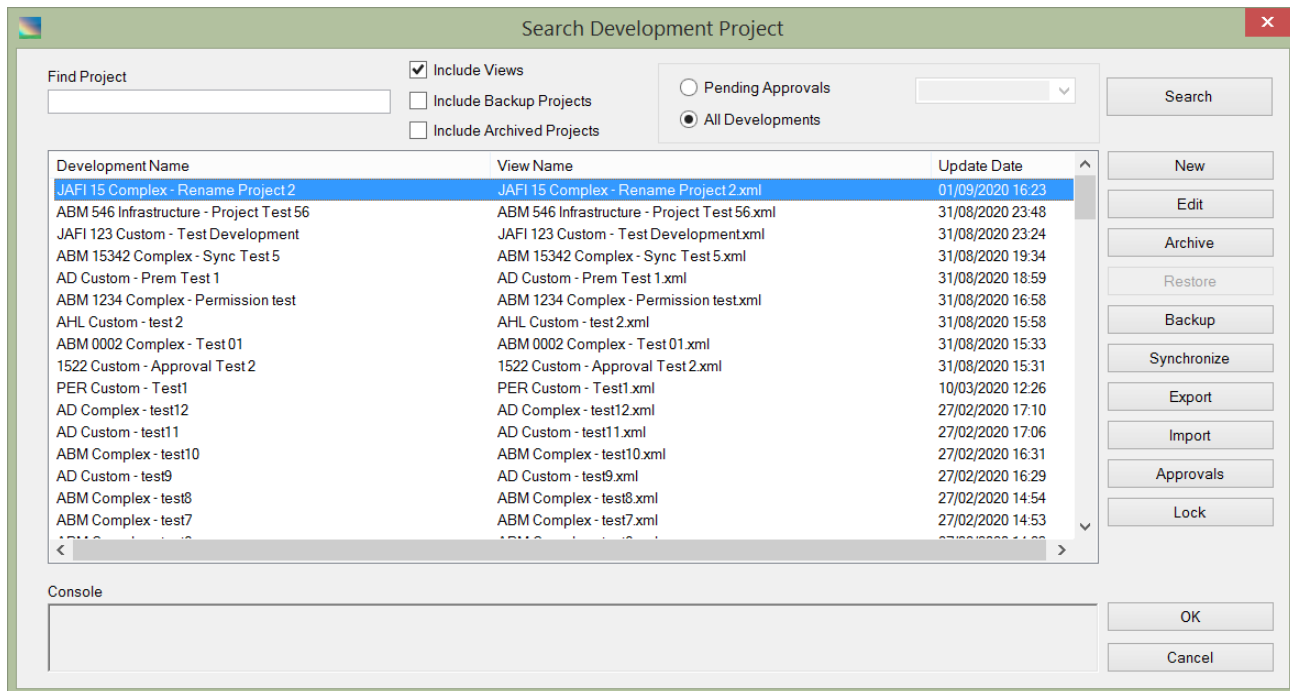 Search Development Project
Find Project
Include Views
Include Backup Projects
Include Archived Projects
Pending Approvals
All Developments
Search
Development Name View Name Update Date
JAFI 15 Complex - Rename Project 2 JAFI 15 Complex - Rename Project 2.xml 01/09/2020 16:23
ABM 546 Infrastructure - Project Test 56 ABM 546 Infrastructure - Project Test 56.xml 31/08/2020 23:48
JAFI 123 Custom - Test Development JAFI 123 Custom - Test Development.xml 31/08/2020 23:24
ABM 15342 Complex - Sync Test 5 ABM 15342 Complex - Sync Test 5.xml 31/08/2020 19:34
AD Custom - Prem Test 1 AD Custom - Prem Test 1.xml 31/08/2020 18:59
ABM 1234 Complex - Permission test ABM 1234 Complex - Permission test.xml 31/08/2020 16:58
AHL Custom - test 2 AHL Custom - test 2.xml 31/08/2020 15:58
ABM 0002 Complex - Test 01 ABM 0002 Complex - Test 01.xml 31/08/2020 15:33
1522 Custom - Approval Test 2 1522 Custom - Approval Test 2.xml 31/08/2020 15:31
PER Custom - Test1 PER Custom - Test1.xml 10/03/2020 12:26
AD Complex - test12 AD Complex - test12.xml 27/02/2020 17:10
AD Custom - test11 AD Custom - test11.xml 27/02/2020 17:06
ABM Complex - test10 ABM Complex - test10.xml 27/02/2020 16:31
AD Custom - test9 AD Custom - test9.xml 27/02/2020 16:29
ABM Complex - test8 ABM Complex - test8.xml 27/02/2020 14:54
ABM Complex - test7 ABM Complex - test7.xml 27/02/2020 14:53
New
Edit
Archive
Restore
Backup
Synchronize
Export
Import
Approvals
Lock
Console
OK
Cancel